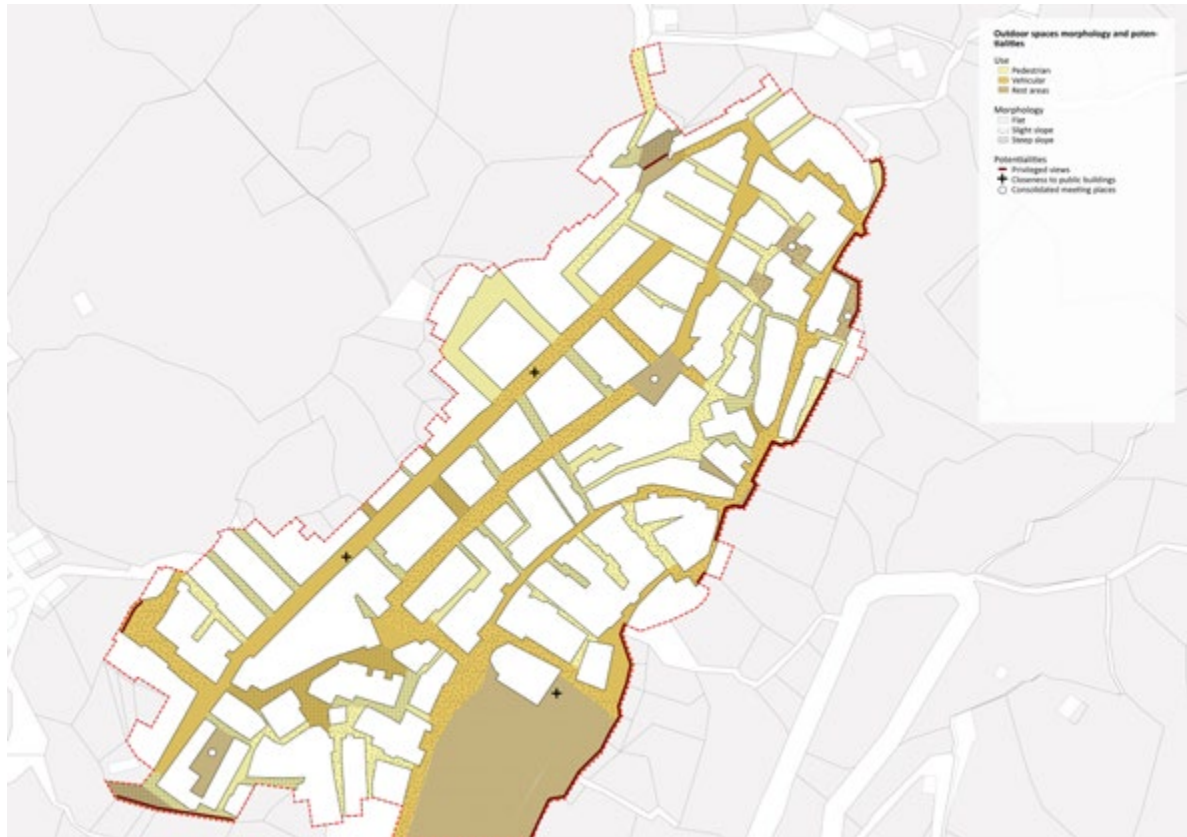 Outdoor spaces morphology and poten-
tialities
Use
Pedestrian
Vehicular
Rest areas
Morphology
Flat
Slight slope
Steep slope
Potentialities
Privileged views
Closeness to public buildings
Consolidated meeting places